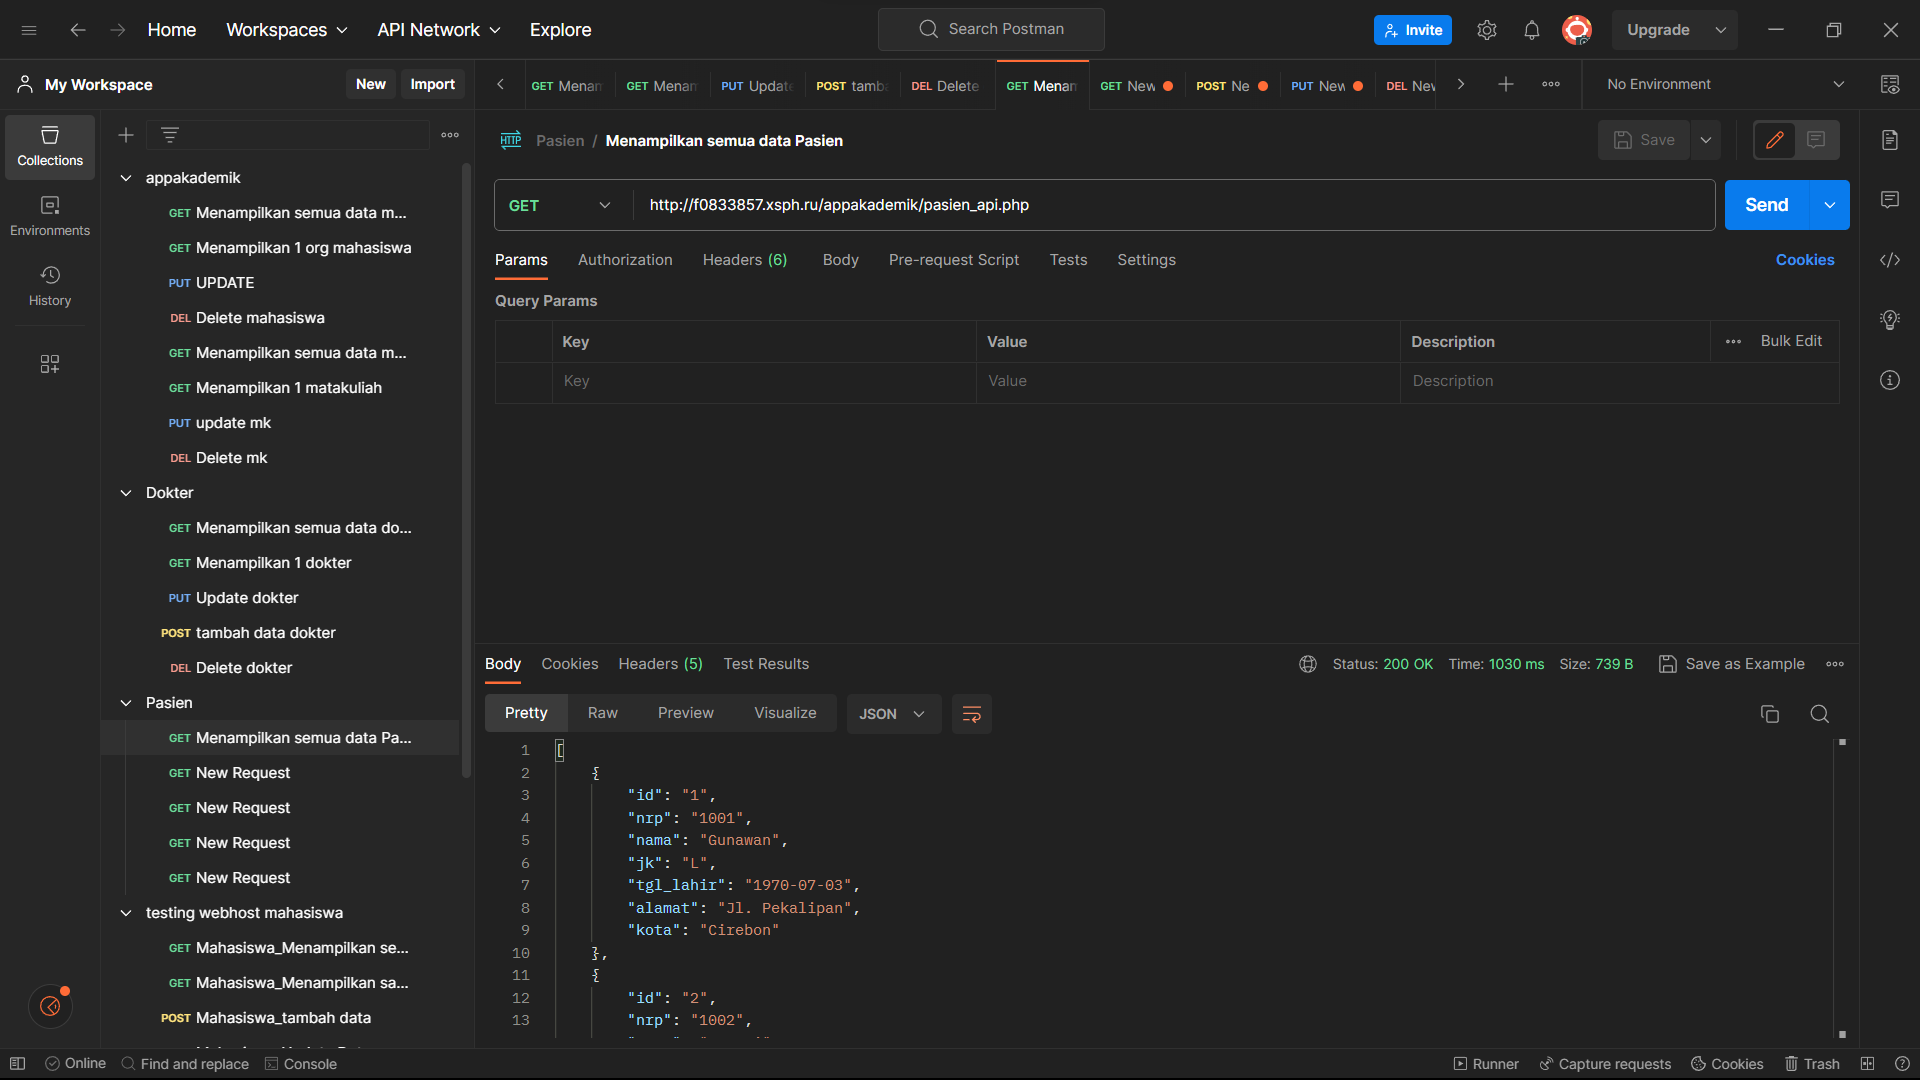 Home
Workspaces
API Network
Explore
Search Postman
Invite
Upgrade
My Workspace
New
Import
GET Menam
GET Menam
PUT Update
POST tamba
DEL Delete
GET Menan
GET New
POST Ne
PUT New
DEL New
No Environment
Collections
Environments
History
appakademik
GET Menampilkan semua data m...
GET Menampilkan 1 org mahasiswa
PUT UPDATE
DEL Delete mahasiswa
GET Menampilkan semua data m...
GET Menampilkan 1 matakuliah
PUT update mk
DEL Delete mk
Dokter
GET Menampilkan semua data do...
GET Menampilkan 1 dokter
PUT Update dokter
POST tambah data dokter
DEL Delete dokter
Pasien
GET Menampilkan semua data Pa...
GET New Request
GET New Request
GET New Request
GET New Request
testing webhost mahasiswa
GET Mahasiswa_Menampilkan se...
GET Mahasiswa_Menampilkan sa...
POST Mahasiswa_tambah data
HTTP Pasien / Menampilkan semua data Pasien
Save
GET
http://f0833857.xsph.ru/appakademik/pasien_api.php
Send
Params
Authorization
Headers (6)
Body
Pre-request Script
Tests
Settings
Cookies
Query Params
Key
Value
Description
Bulk Edit
Key
Value
Description
Body
Cookies
Headers (5)
Test Results
Status: 200 OK
Time: 1030 ms
Size: 739 B
Save as Example
Pretty
Raw
Preview
Visualize
JSON
1 [
2 {
3 "id": "1",
4 "nrp": "1001",
5 "nama": "Gunawan",
6 "jk": "L",
7 "tgl_lahir": "1970-07-03",
8 "alamat": "Jl. Pekalipan",
9 "kota": "Cirebon"
10 },
11 {
12 "id": "2",
13 "nrp": "1002",
Online
Find and replace
Console
Runner
Capture requests
Cookies
Trash